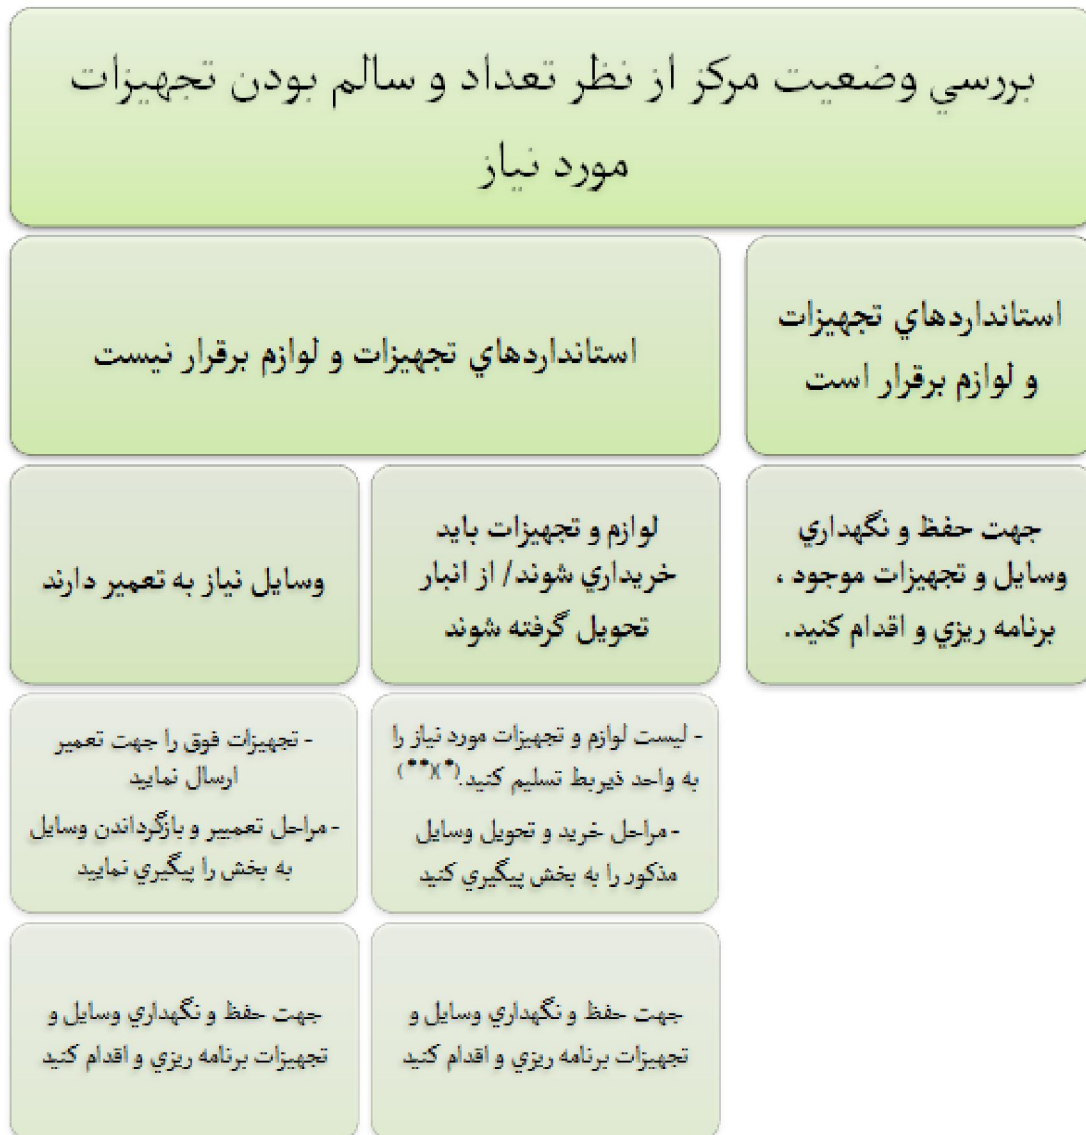 بررسي وضعيت مركز از نظر تعداد و سالم بودن تجهيزات
مورد نياز
استانداردهاي تجهيزات
و لوازم برقرار است
استانداردهاي تجهيزات و لوازم برقرار نيست
جهت حفظ و نگهداري
وسايل و تجهيزات موجود ،
برنامه ريزي و اقدام كنيد.
لوازم و تجهيزات بايد
خريداري شوند/ از انبار
تحويل گرفته شوند
وسايل نياز به تعمير دارند
- ليست لوازم و تجهيزات مورد نياز را
به واحد ذيربط تسليم كنيد.(*)(**)
- مراحل خريد و تحويل وسايل
مذكور را به بخش پيگيري كنيد
- تجهيزات فوق را جهت تعمير
ارسال نماييد
- مراحل تعميير و بازگرداندن وسايل
به بخش را پيگيري نماييد
جهت حفظ و نگهداري وسايل و
تجهيزات برنامه ريزي و اقدام كنيد
جهت حفظ و نگهداري وسايل و
تجهيزات برنامه ريزي و اقدام كنيد